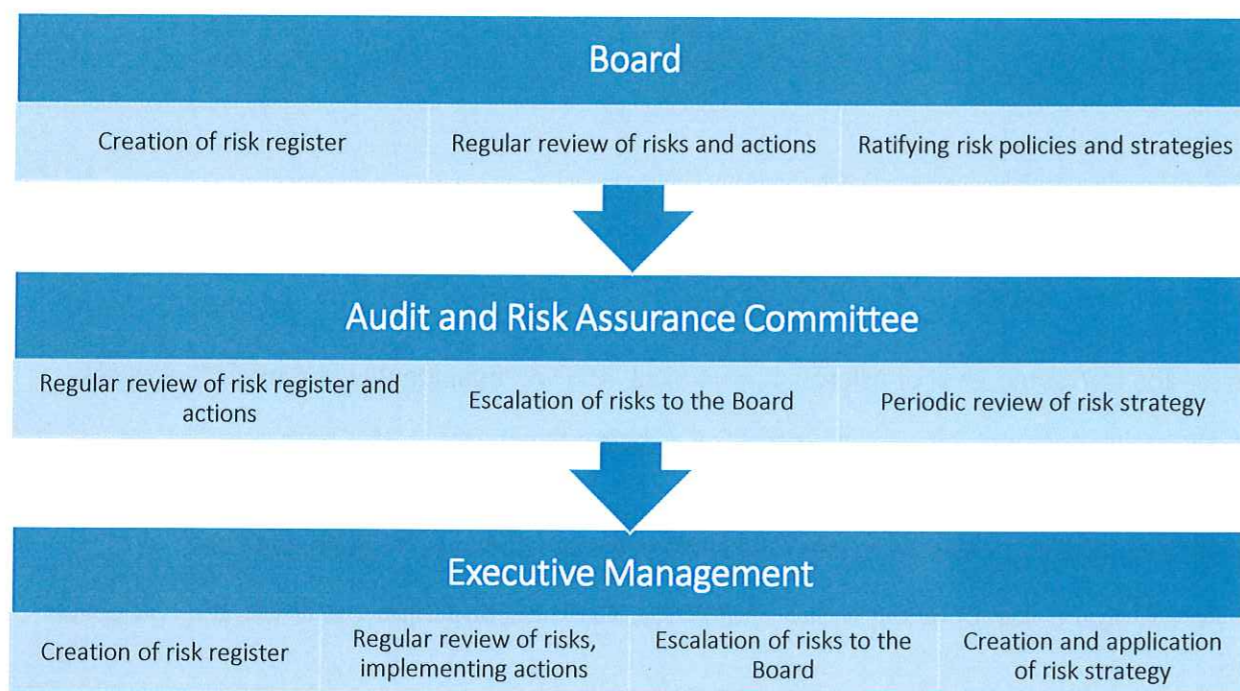 Board
Creation of risk register
Regular review of risks and actions
Ratifying risk policies and strategies
Audit and Risk Assurance Committee
Regular review of risk register and
actions
Escalation of risks to the Board
Periodic review of risk strategy
Executive Management
Creation of risk register
Regular review of risks,
implementing actions
Escalation of risks to the
Board
Creation and application
of risk strategy